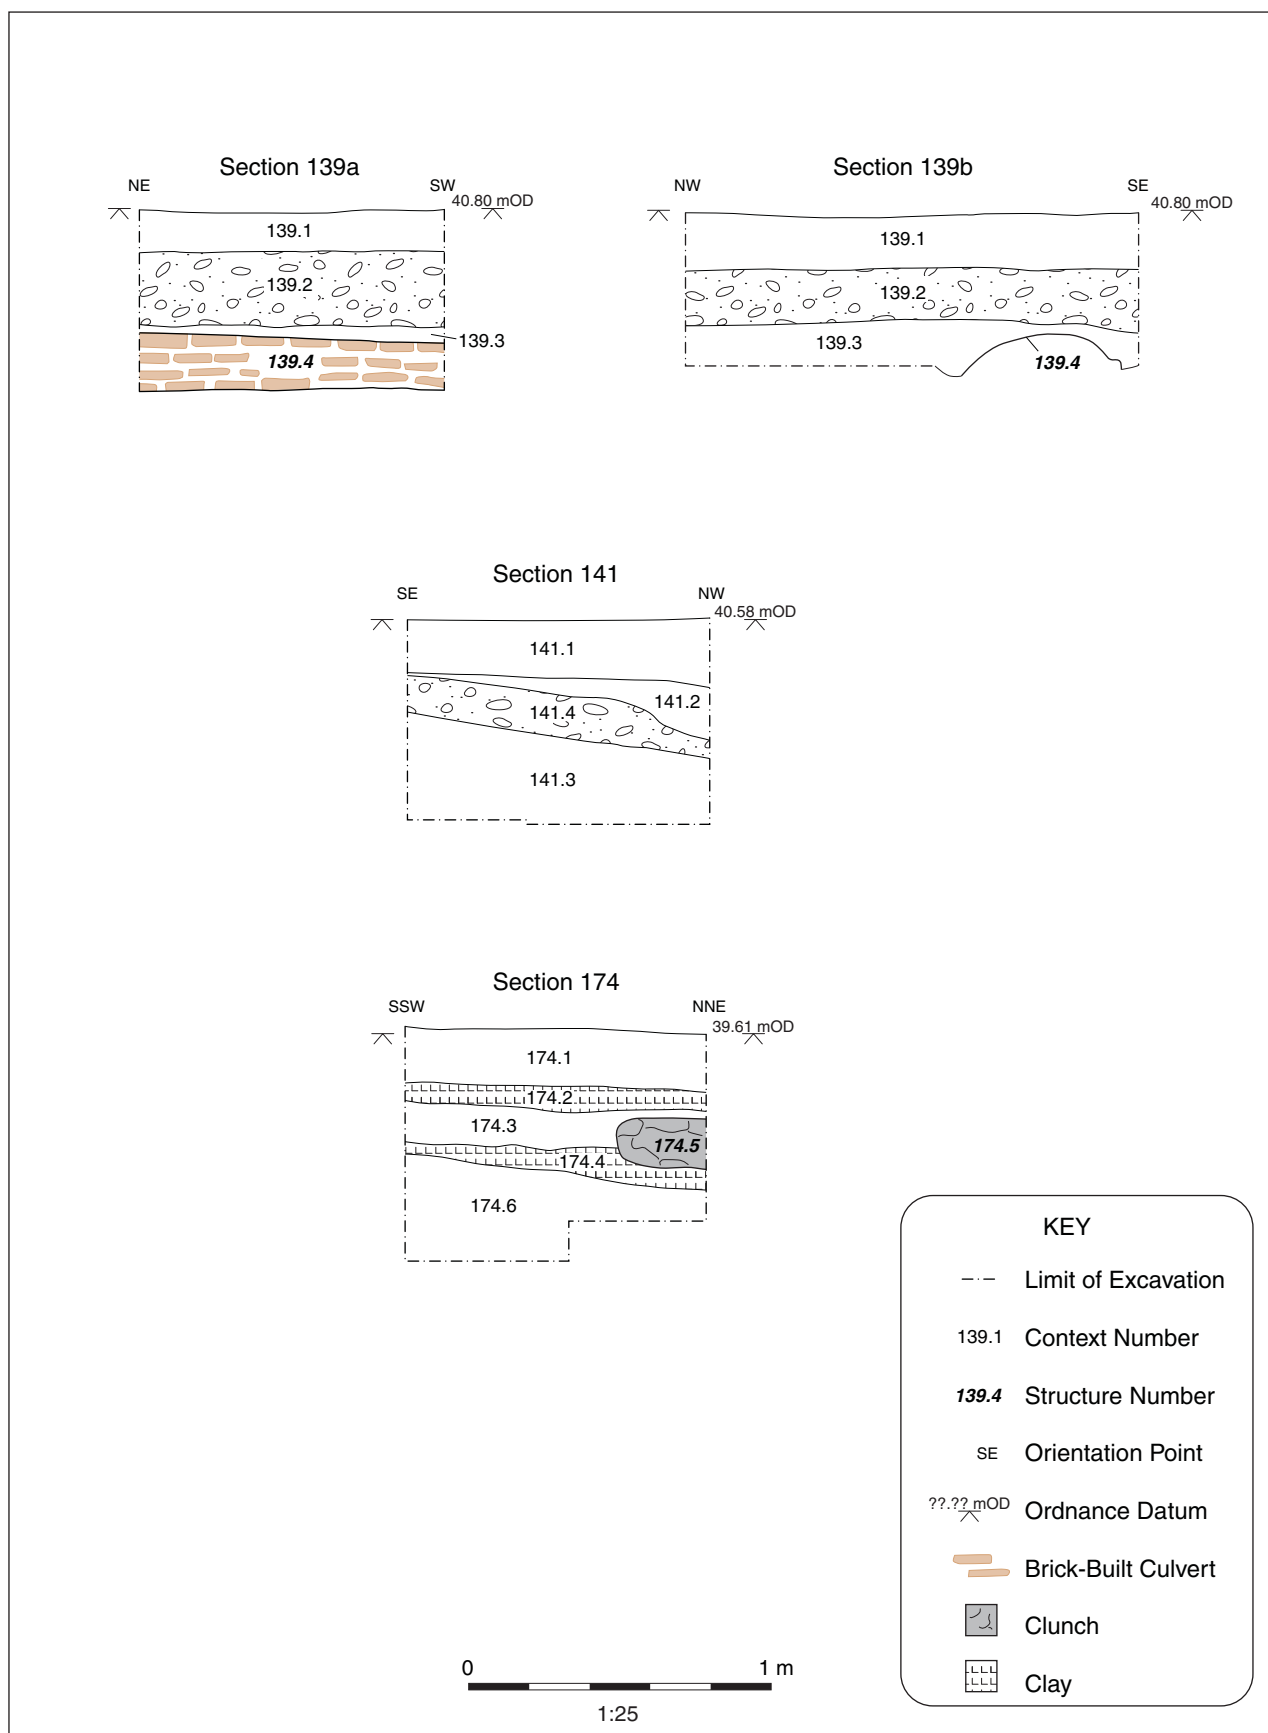 Section 139a
NE SW
40.80 mOD
139.1
139.2
139.3
139.4
Section 139b
NW SE
40.80 mOD
139.1
139.2
139.3
139.4
Section 141
SE NW
40.58 mOD
141.1
141.2
141.4
141.3
Section 174
SSW NNE
39.61 mOD
174.1
174.2
174.3
174.5
174.4
174.6
KEY
Limit of Excavation
139.1 Context Number
139.4 Structure Number
SE Orientation Point
??.?? mOD Ordnance Datum
Brick-Built Culvert
Clunch
Clay
0 1 m
1:25